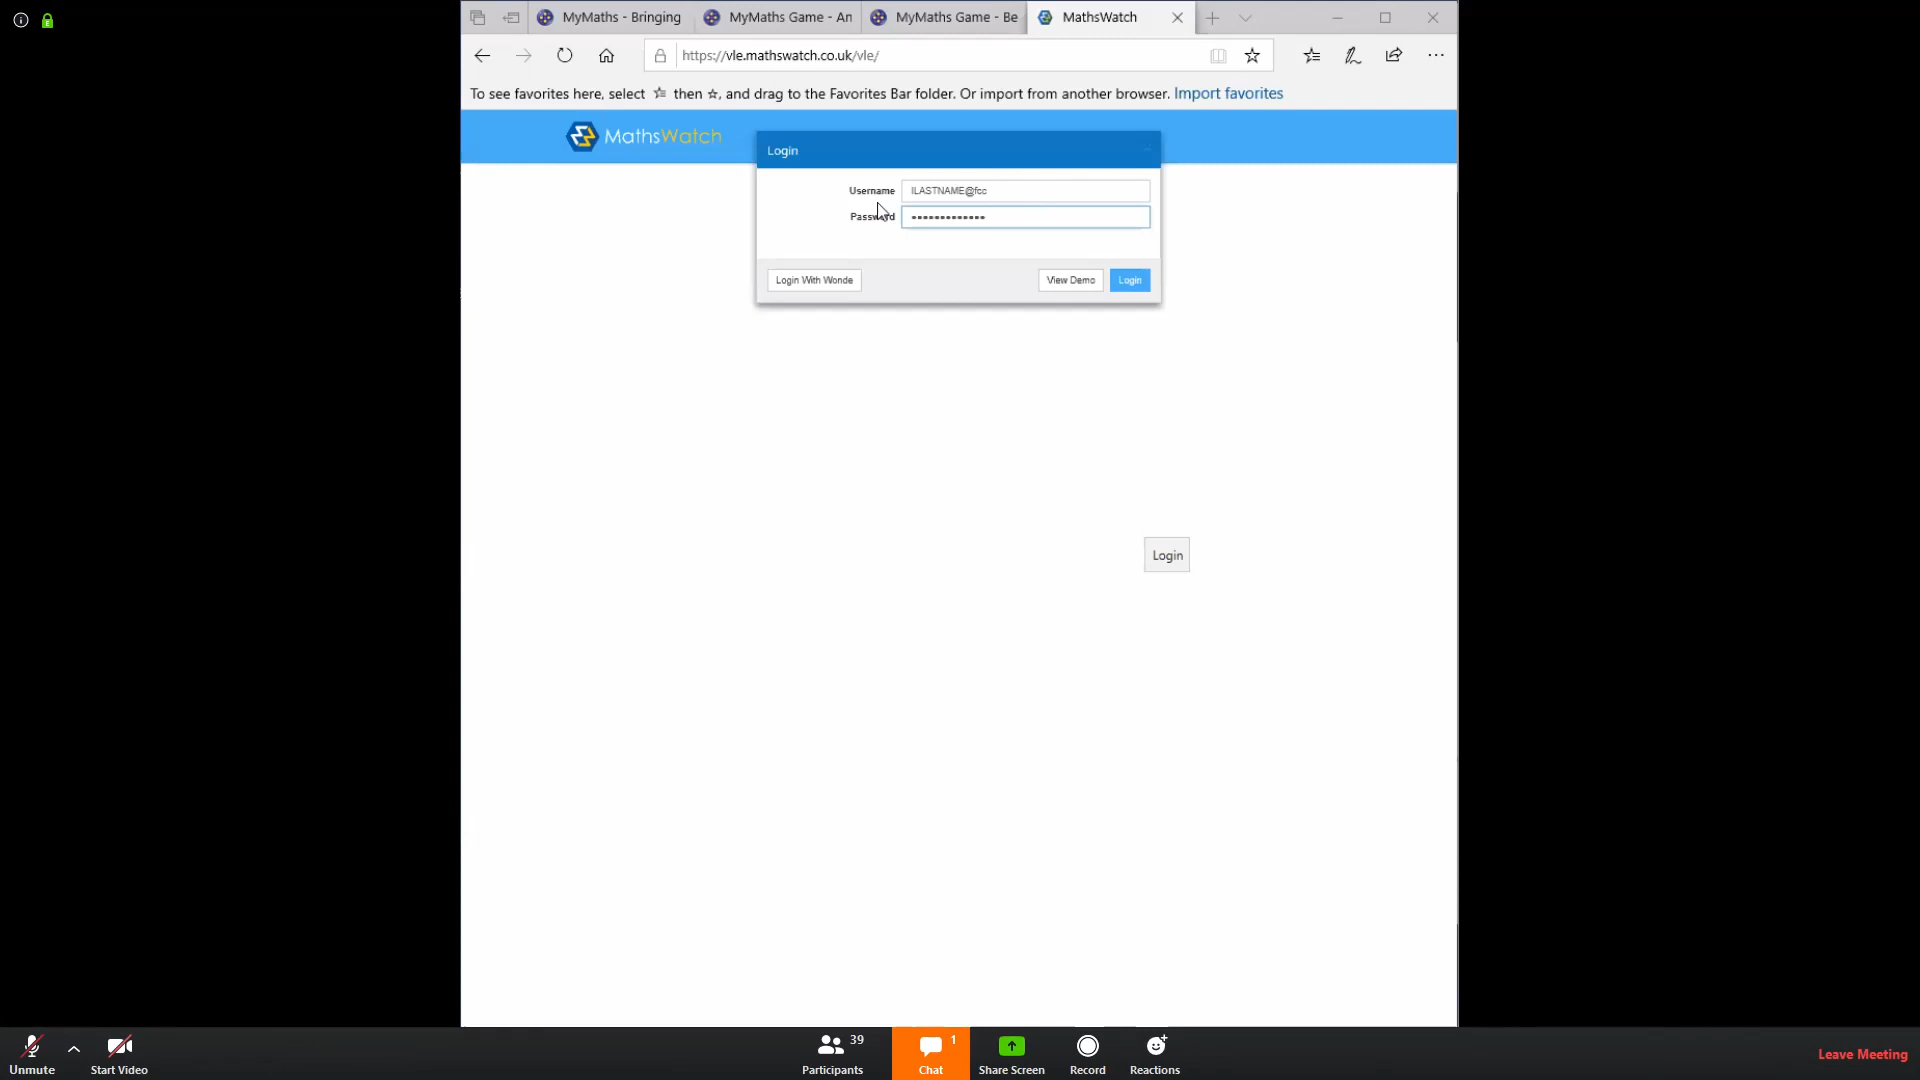 MyMaths - Bringing
MyMaths Game - An
MyMaths Game - Be
MathsWatch
https://vle.mathswatch.co.uk/vle/
To see favorites here, select then , and drag to the Favorites Bar folder. Or import from another browser. Import favorites
MathsWatch
Login
Username
ILASTNAME@fcc
Password
•••••••••••••
Login With Wonde
View Demo
Login
Login
Unmute
Start Video
Participants
39
Chat
1
Share Screen
Record
Reactions
Leave Meeting